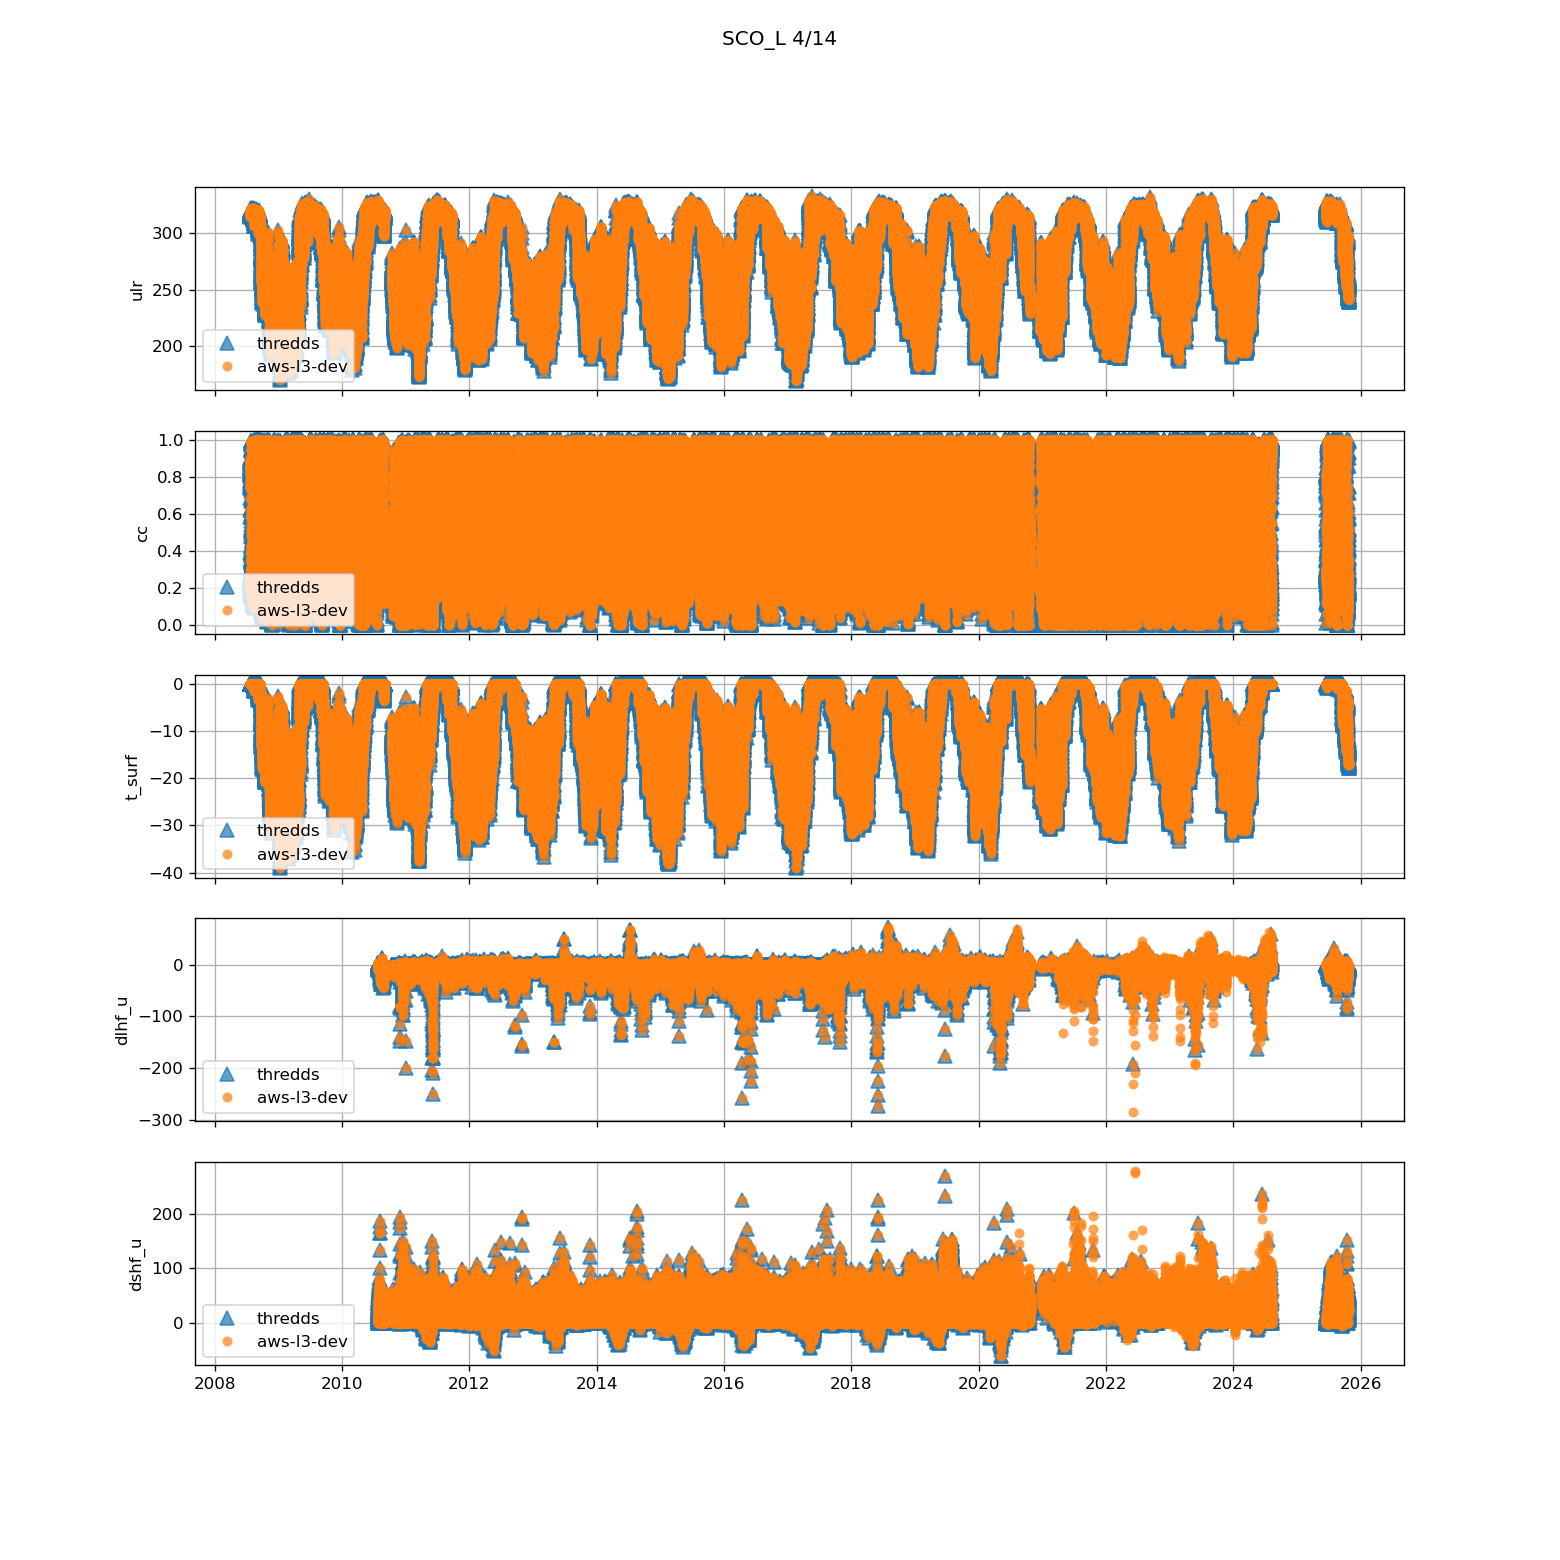 SCO_L 4/14
300
250
200
ulr
thredds
aws-l3-dev
1.0
0.8
0.6
0.4
0.2
0.0
cc
thredds
aws-l3-dev
0
−10
−20
−30
−40
t_surf
thredds
aws-l3-dev
0
−100
−200
−300
dlhf_u
thredds
aws-l3-dev
200
100
0
dshf_u
thredds
aws-l3-dev
2008 2010 2012 2014 2016 2018 2020 2022 2024 2026